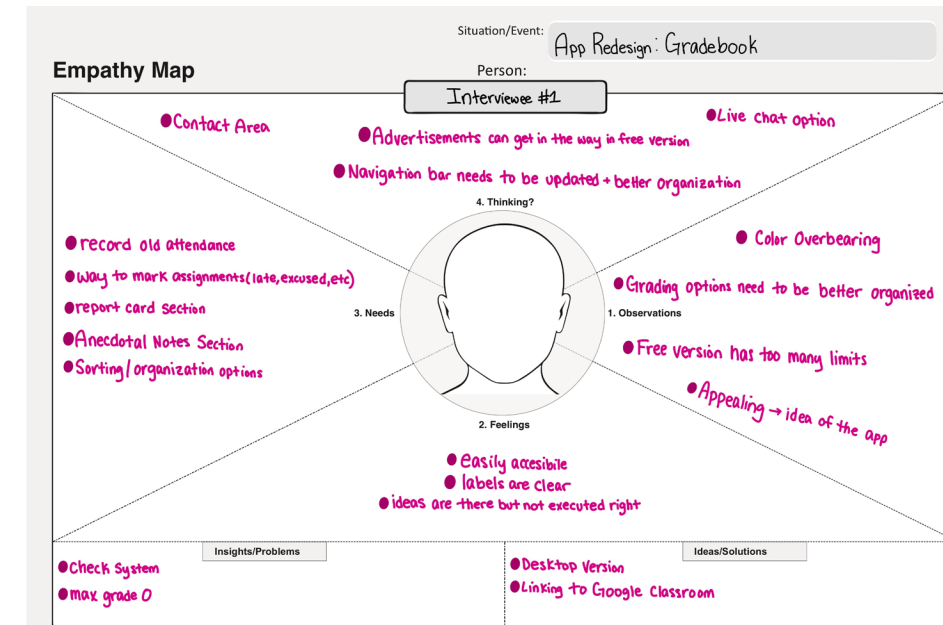 Situation/Event:
App Redesign: Gradebook
Empathy Map
Person:
Interviewee #1
Contact Area
Advertisements can get in the way in free version
Live chat option
Navigation bar needs to be updated + better organization
4. Thinking?
record old attendance
way to mark assignments (late, excused, etc)
report card section
Anecdotal Notes Section
Sorting/organization options
3. Needs
1. Observations
Color Overbearing
Grading options need to be better organized
Free version has too many limits
Appealing → idea of the app
2. Feelings
easily accesibile
labels are clear
ideas are there but not executed right
Insights/Problems
Check System
max grade 0
Ideas/Solutions
Desktop Version
Linking to Google Classroom